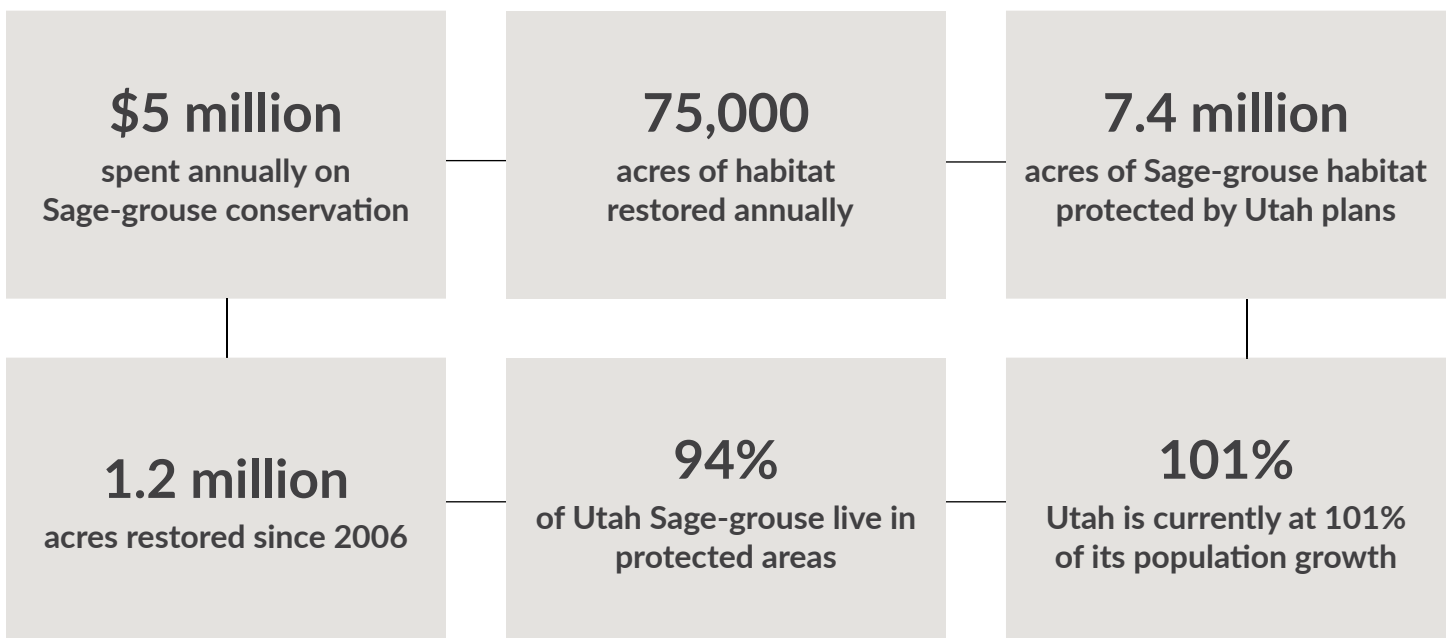 $5 million
spent annually on
Sage-grouse conservation
75,000
acres of habitat
restored annually
7.4 million
acres of Sage-grouse habitat
protected by Utah plans
1.2 million
acres restored since 2006
94%
of Utah Sage-grouse live in
protected areas
101%
Utah is currently at 101%
of its population growth